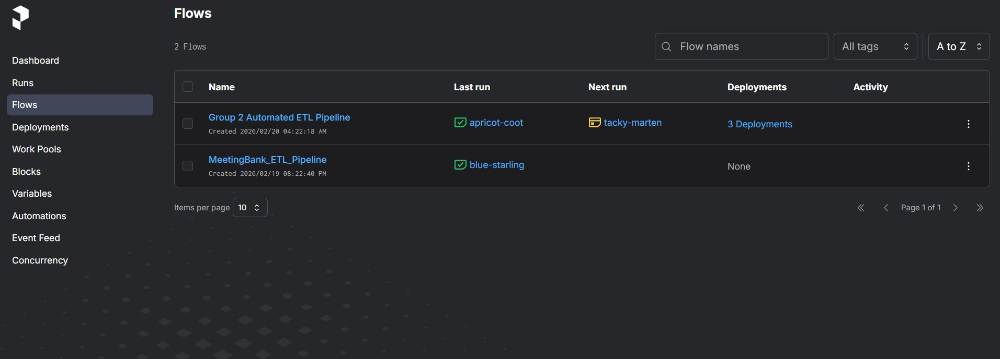 Flows
2 Flows
Flow names
All tags
A to Z
Dashboard
Runs
Flows
Deployments
Work Pools
Blocks
Variables
Automations
Event Feed
Concurrency
Name Last run Next run Deployments Activity
Group 2 Automated ETL Pipeline apricot-coot tacky-marten 3 Deployments
Created 2026/02/20 04:22:18 AM
MeetingBank_ETL_Pipeline blue-starling None
Created 2026/02/19 08:22:40 PM
Items per page 10 Page 1 of 1